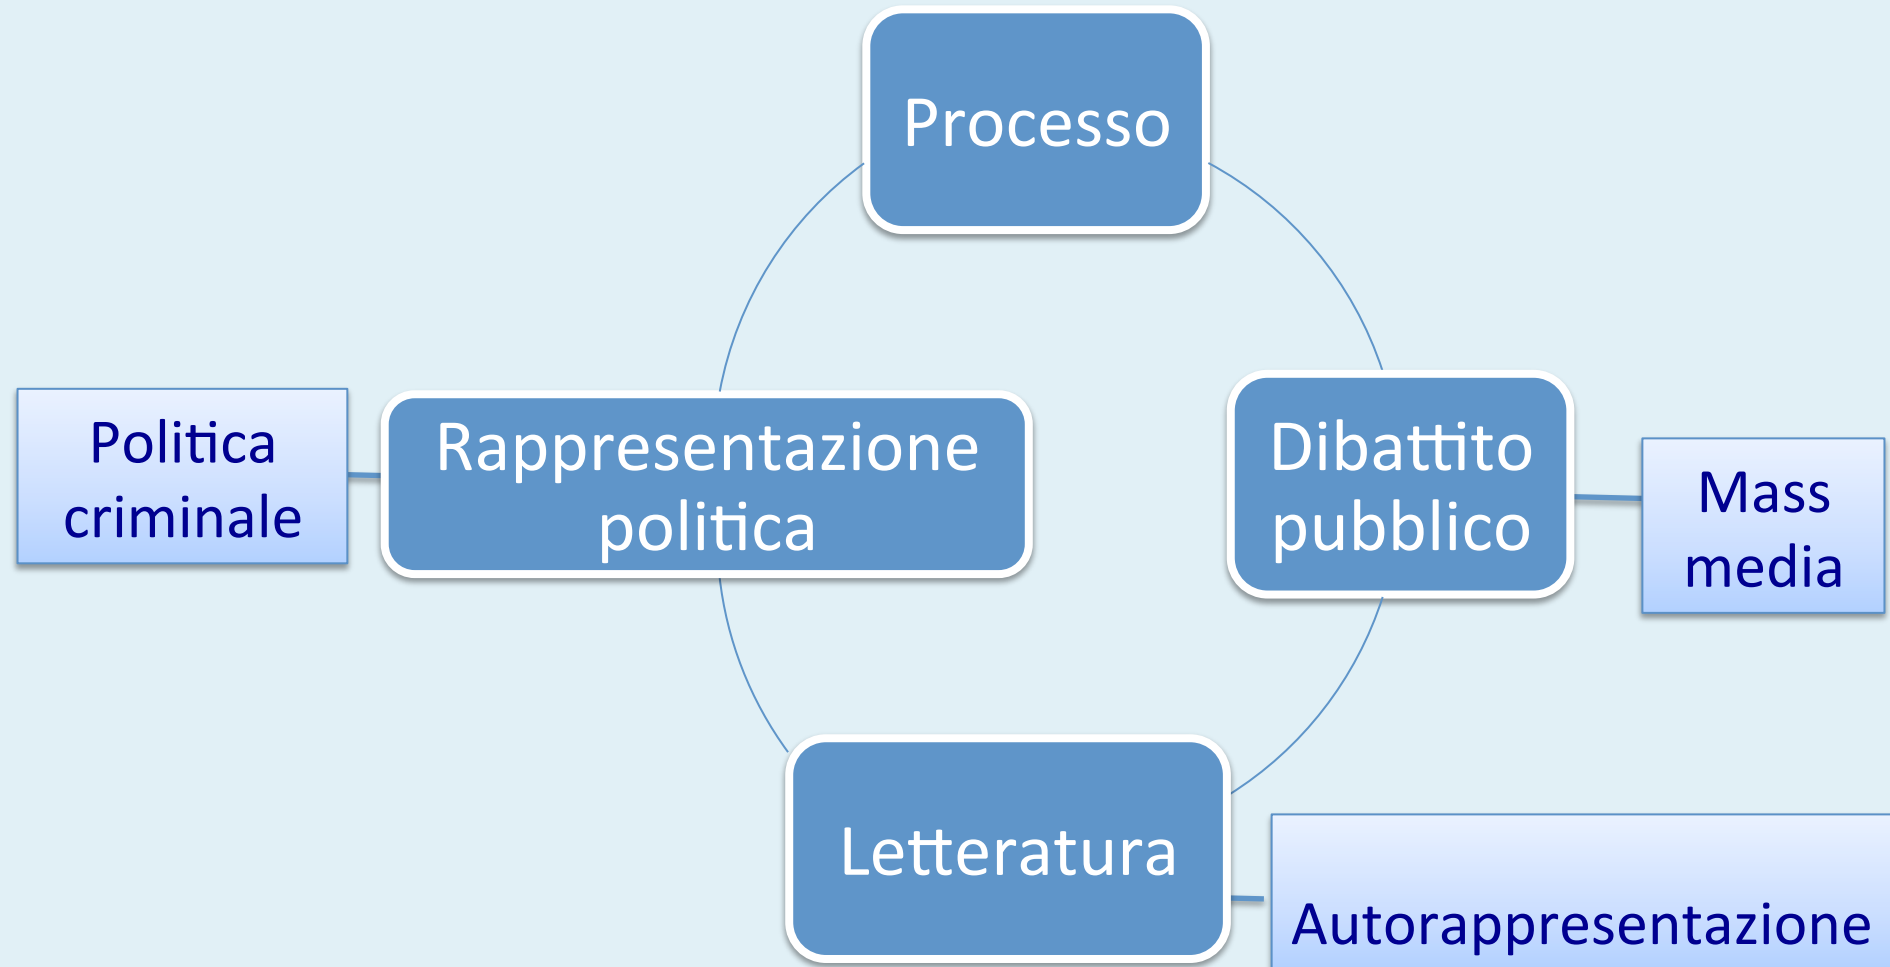 Processo
Politica
criminale
Rappresentazione
politica
Dibattito
pubblico
Mass
media
Letteratura
Autorappresentazione